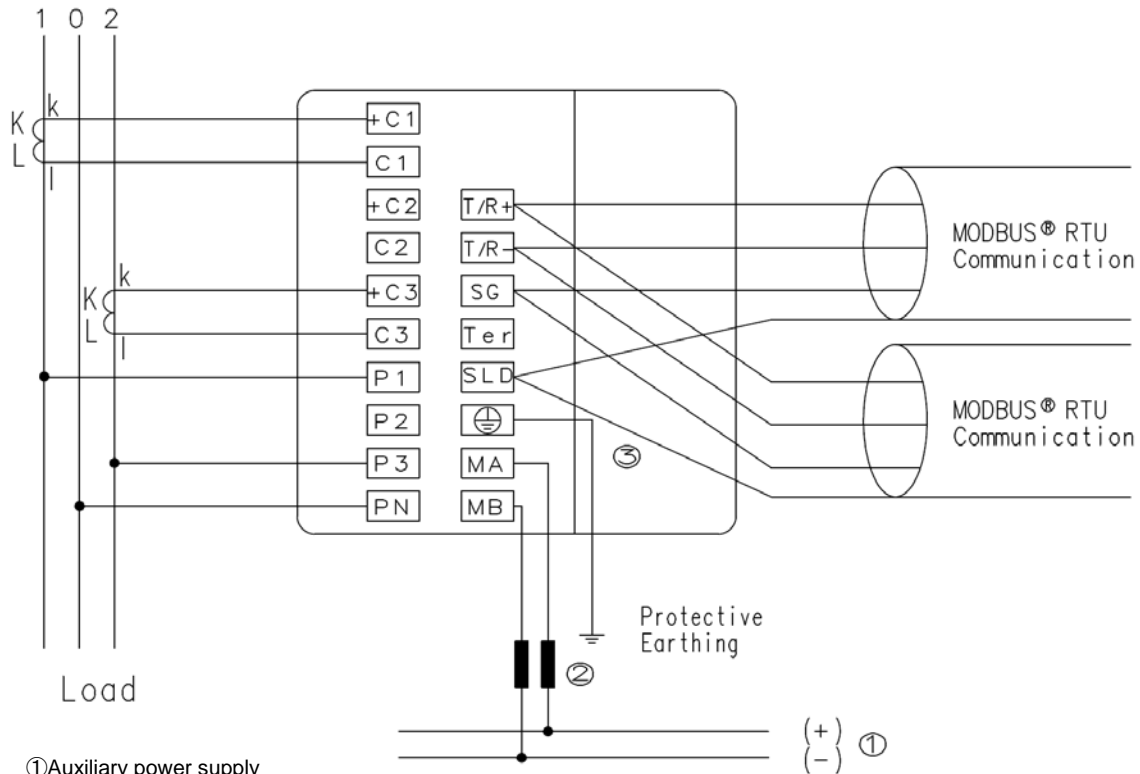 1 0 2
K k
L l
K k
L l
+C1
C1
+C2
C2
+C3
C3
P1
P2
P3
PN
T/R+
T/R-
SG
Ter
SLD
MA
MB
MODBUS® RTU
Communication
MODBUS® RTU
Communication
③
Protective
Earthing
②
Load
(+)
(-)
①
①Auxiliary power supply